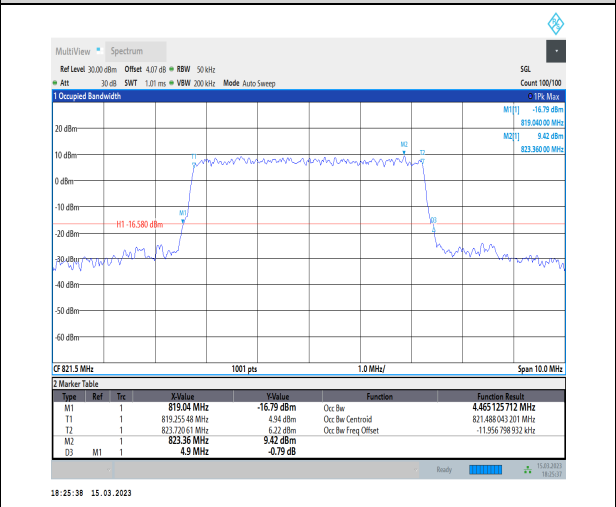 MultiView Spectrum
Ref Level 30.00 dBm Offset 4.07 dB RBW 50 kHz SGL
Att 30 dB SWT 1.01 ms VBW 200 kHz Mode Auto Sweep Count 100/100
1 Occupied Bandwidth 1Pk Max
M1[1] -16.79 dBm
819.040 00 MHz
M2[1] 9.42 dBm
823.360 00 MHz
20 dBm
M2
T1
T2
10 dBm
0 dBm
-10 dBm
M1
D3
H1 -16.580 dBm
-20 dBm
-30 dBm
-40 dBm
-50 dBm
-60 dBm
CF 821.5 MHz 1001 pts 1.0 MHz/ Span 10.0 MHz
2 Marker Table
Type Ref Trc X-Value Y-Value Function Function Result
M1 1 819.04 MHz -16.79 dBm Occ Bw 4.465 125 712 MHz
T1 1 819.255 48 MHz 4.94 dBm Occ Bw Centroid 821.488 043 201 MHz
T2 1 823.720 61 MHz 6.22 dBm Occ Bw Freq Offset -11.956 798 932 kHz
M2 1 823.36 MHz 9.42 dBm
D3 M1 1 4.9 MHz -0.79 dB
Ready 15.03.2023
18:25:37
18:25:38 15.03.2023